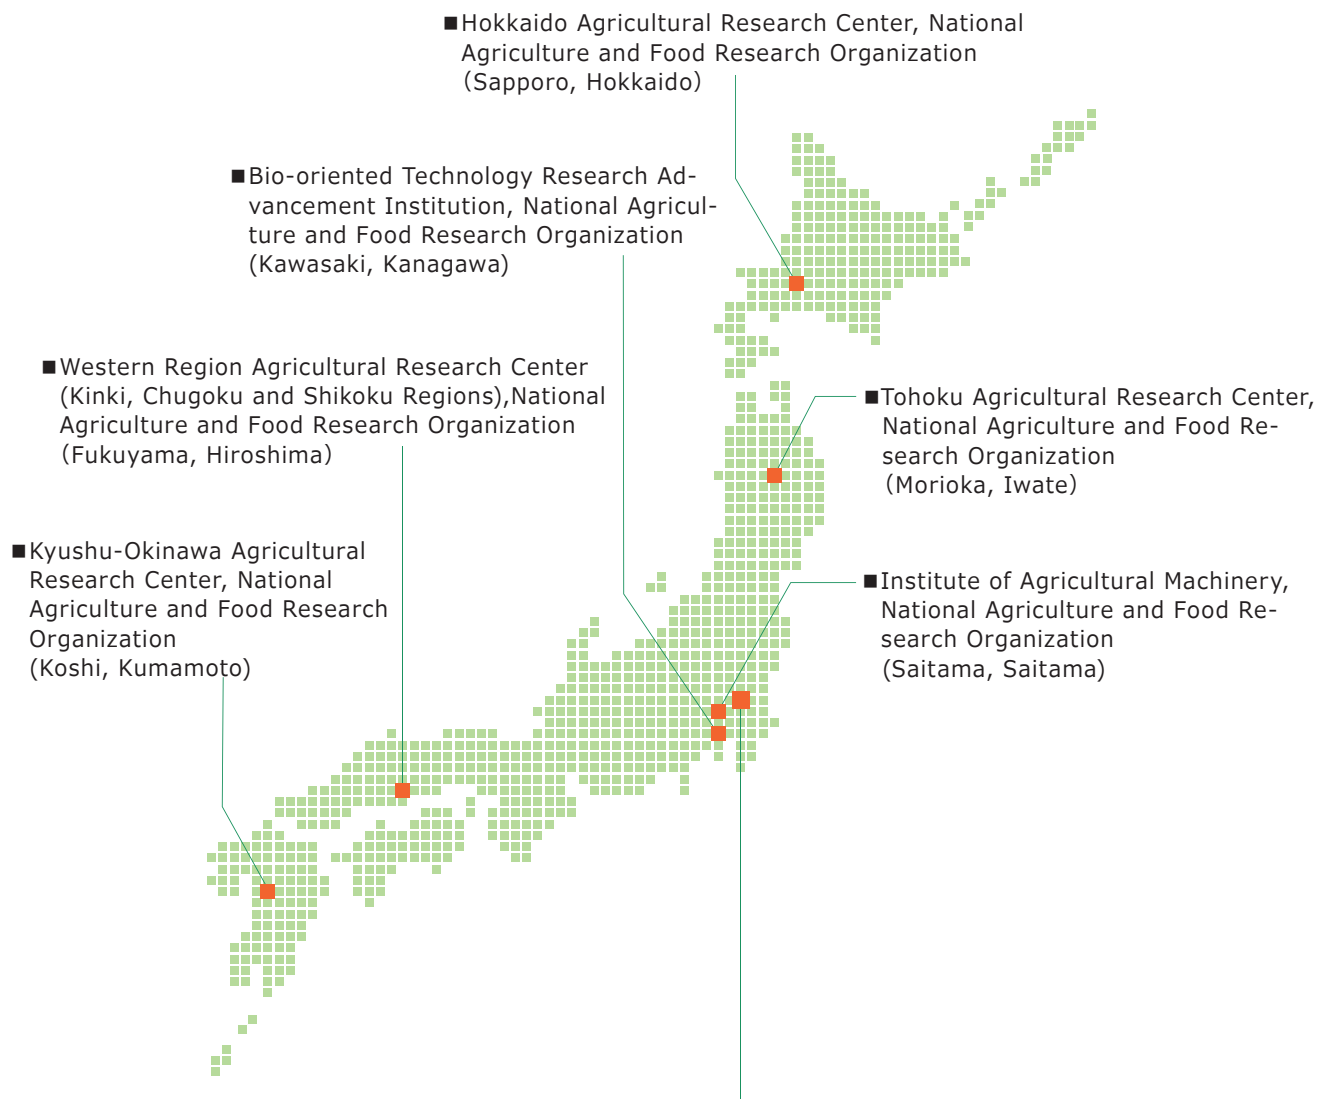 ■Hokkaido Agricultural Research Center, National
Agriculture and Food Research Organization
(Sapporo, Hokkaido)
■Bio-oriented Technology Research Ad-
vancement Institution, National Agricul-
ture and Food Research Organization
(Kawasaki, Kanagawa)
■Western Region Agricultural Research Center
(Kinki, Chugoku and Shikoku Regions),National
Agriculture and Food Research Organization
(Fukuyama, Hiroshima)
■Tohoku Agricultural Research Center,
National Agriculture and Food Re-
search Organization
(Morioka, Iwate)
■Kyushu-Okinawa Agricultural
Research Center, National
Agriculture and Food Research
Organization
(Koshi, Kumamoto)
■Institute of Agricultural Machinery,
National Agriculture and Food Re-
search Organization
(Saitama, Saitama)